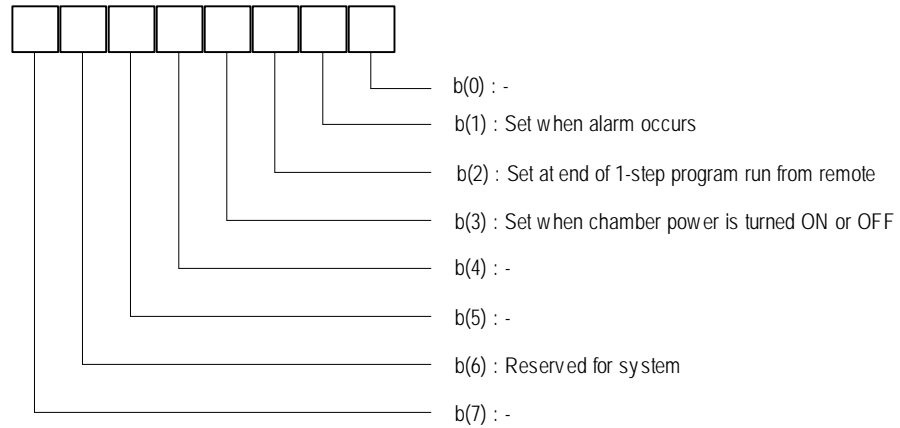 b(0) : -
b(1) : Set when alarm occurs
b(2) : Set at end of 1-step program run from remote
b(3) : Set when chamber power is turned ON or OFF
b(4) : -
b(5) : -
b(6) : Reserved for system
b(7) : -